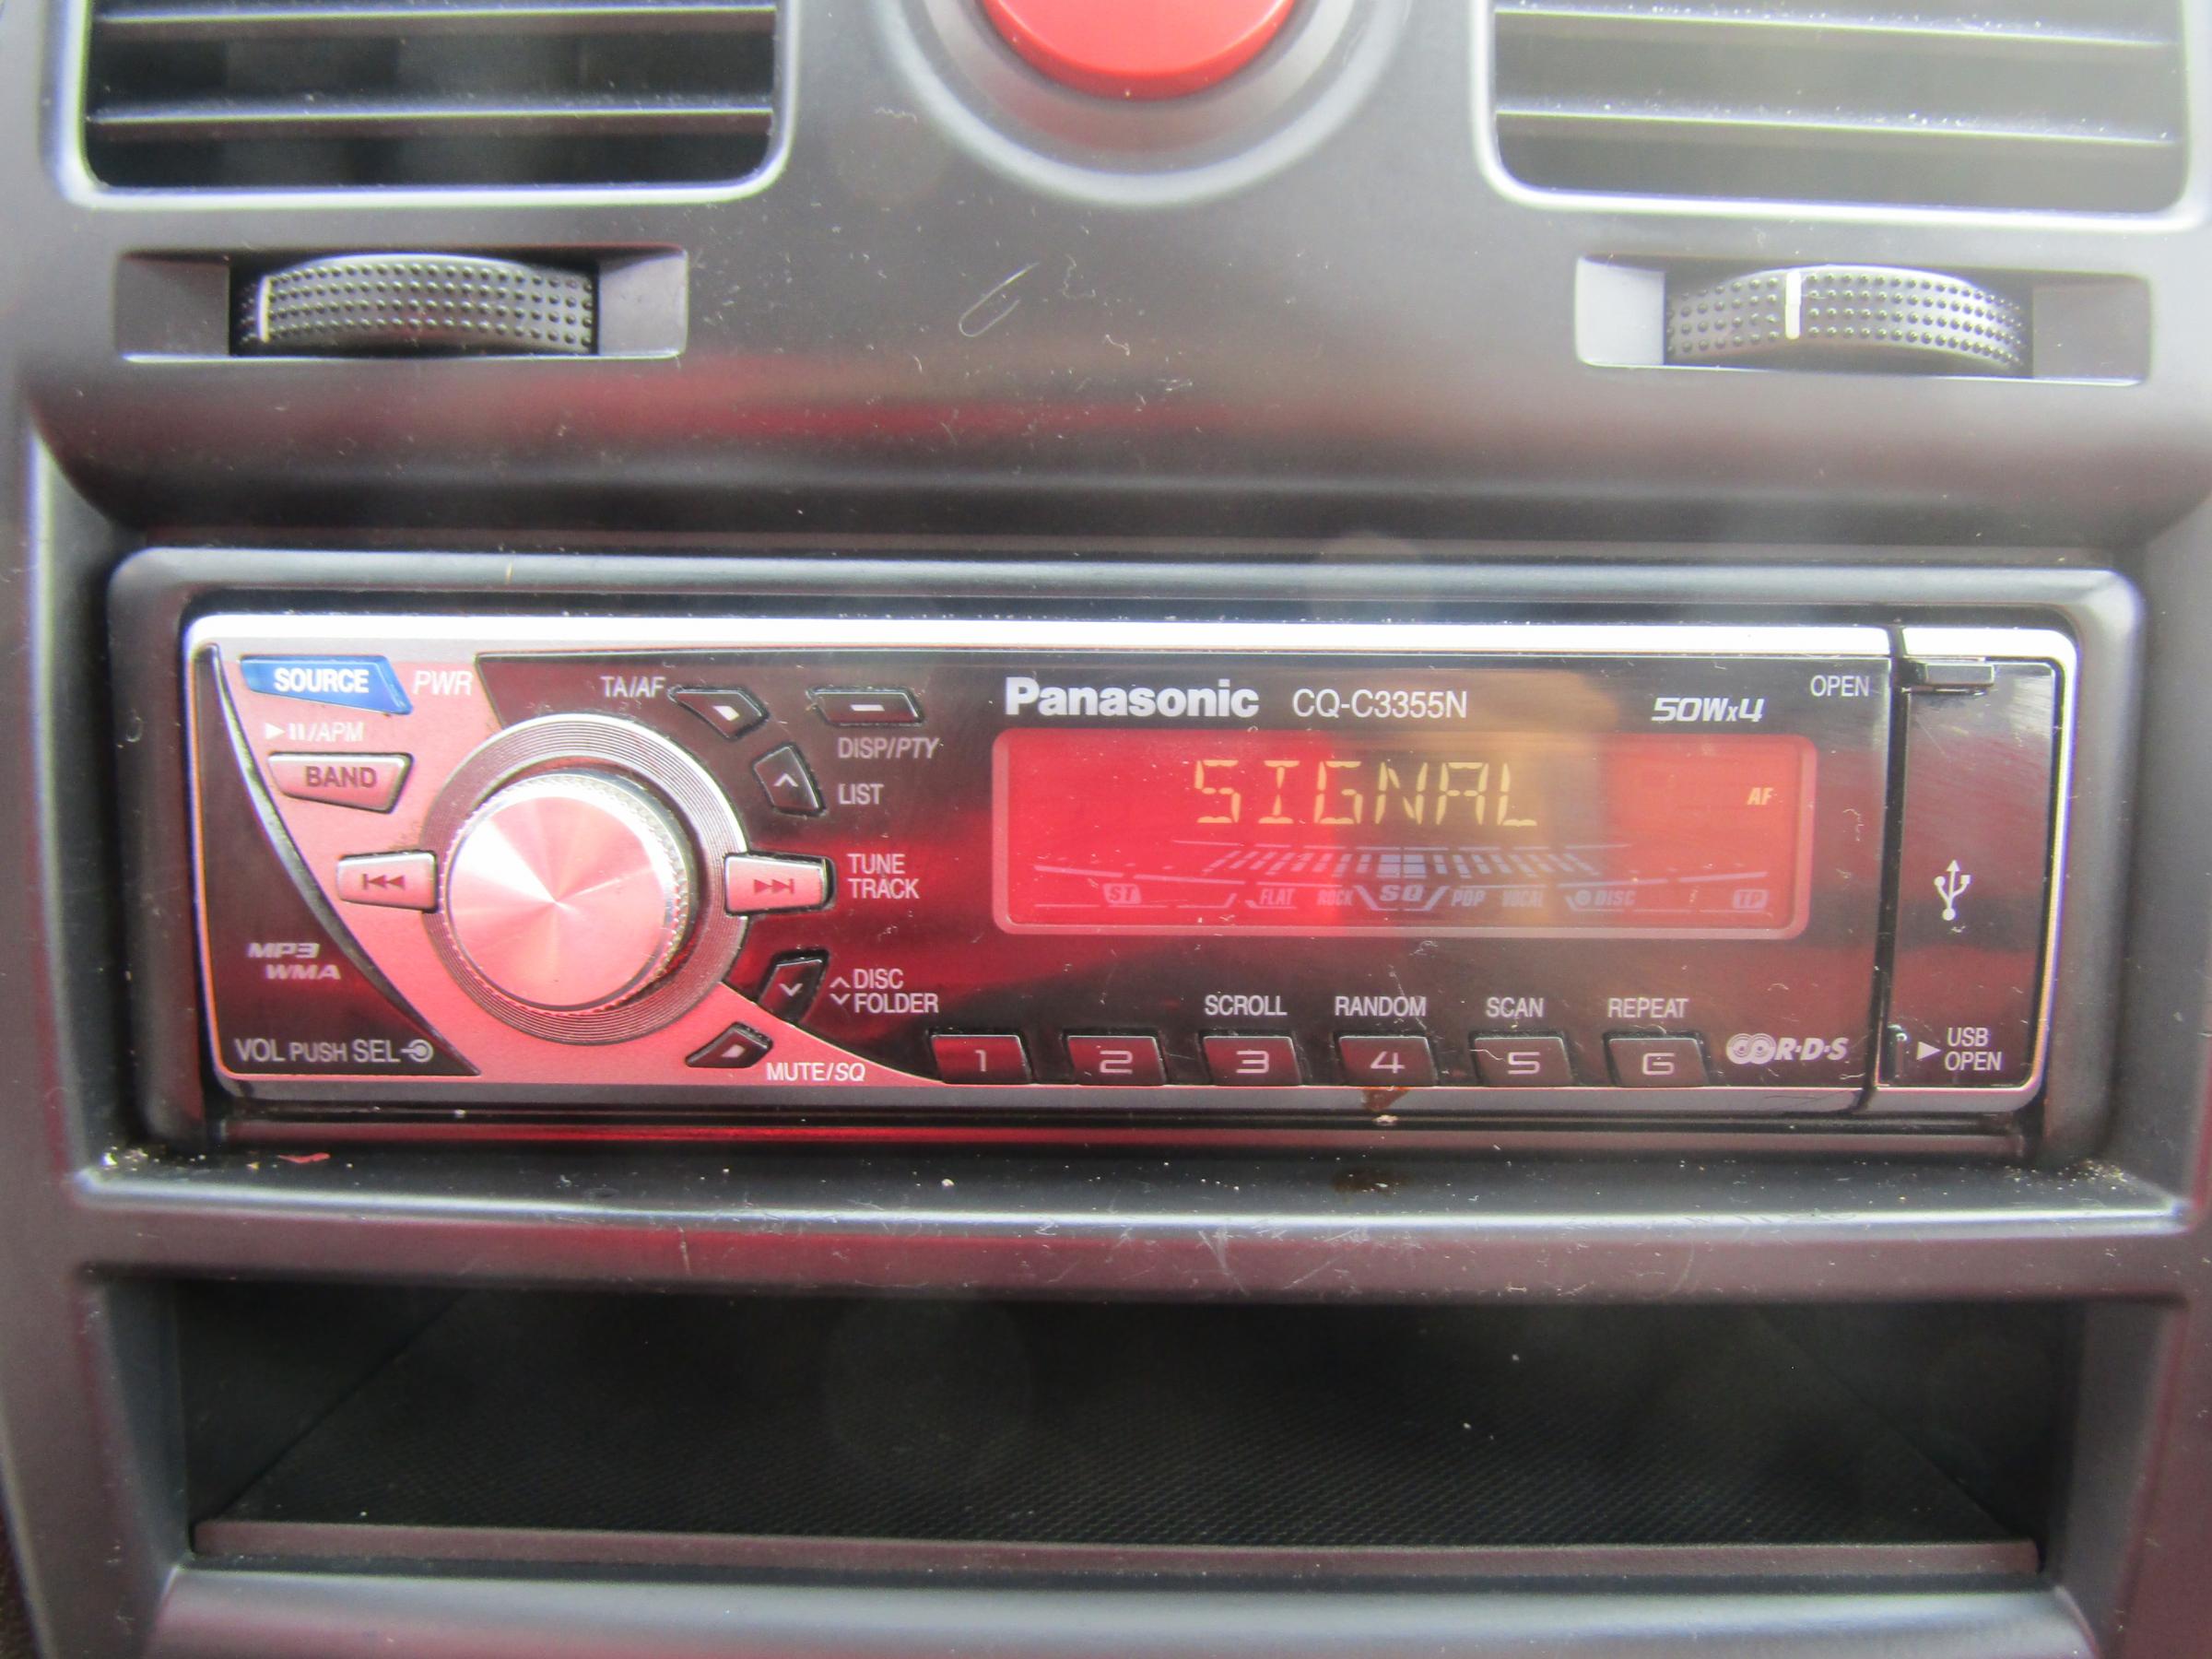 SOURCE PWR
TA/AF
Panasonic CQ-C3355N 50Wx4 OPEN
/APM
DISP/PTY
BAND
LIST
SIGNAL
AF
TUNE
TRACK
ST FLAT ROCK SQ POP VOCAL DISC TP
MP3
WMA
DISC
FOLDER
SCROLL RANDOM SCAN REPEAT
VOL PUSH SEL
MUTE/SQ
1 2 3 4 5 6
R·D·S
USB
OPEN